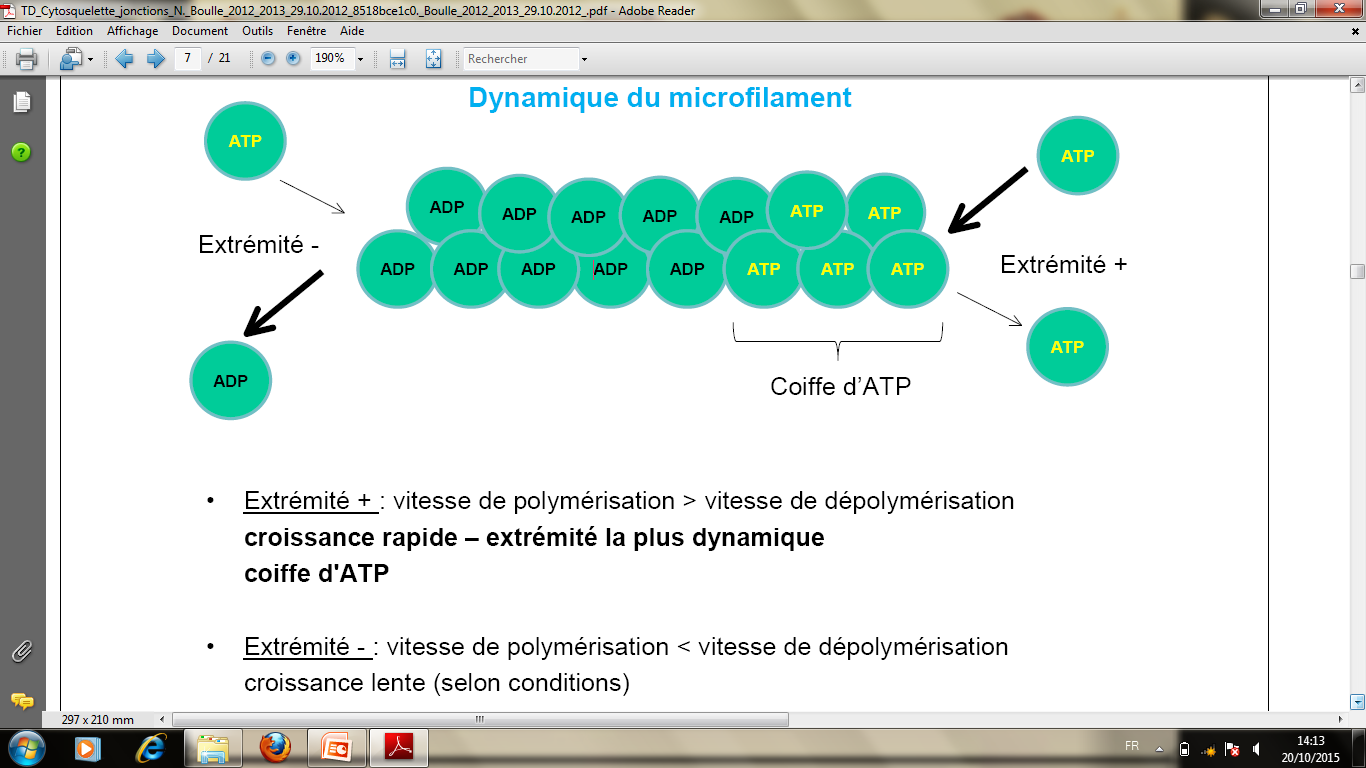 TD_Cytosquelette_jonctions_N._Boulle_2012_2013_29.10.2012_8518bce1c0._Boulle_2012_2013_29.10.2012_.pdf - Adobe Reader
Fichier Edition Affichage Document Outils Fenêtre Aide
7 / 21 190% Rechercher
Dynamique du microfilament
ATP ATP
ADP ADP ADP ADP ADP ATP ATP
Extrémité - Extrémité +
ADP ADP ADP ADP ADP ATP ATP ATP
ADP ATP
Coiffe d’ATP
• Extrémité + : vitesse de polymérisation > vitesse de dépolymérisation
croissance rapide – extrémité la plus dynamique
coiffe d'ATP
• Extrémité - : vitesse de polymérisation < vitesse de dépolymérisation
croissance lente (selon conditions)
297 x 210 mm
FR 14:13
20/10/2015